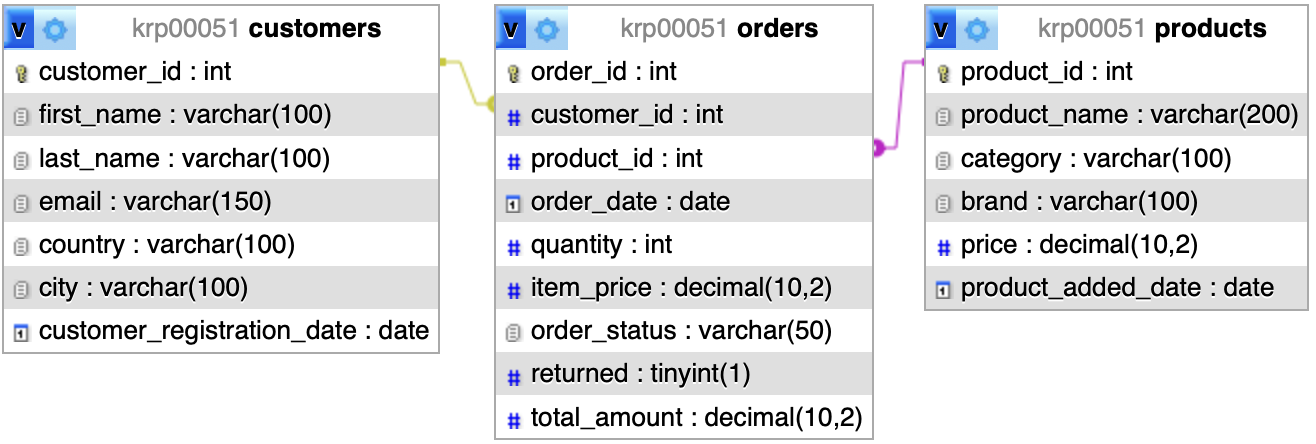 v krp00051 customers
customer_id : int
first_name : varchar(100)
last_name : varchar(100)
email : varchar(150)
country : varchar(100)
city : varchar(100)
customer_registration_date : date
v krp00051 orders
order_id : int
customer_id : int
product_id : int
order_date : date
quantity : int
item_price : decimal(10,2)
order_status : varchar(50)
returned : tinyint(1)
total_amount : decimal(10,2)
v krp00051 products
product_id : int
product_name : varchar(200)
category : varchar(100)
brand : varchar(100)
price : decimal(10,2)
product_added_date : date